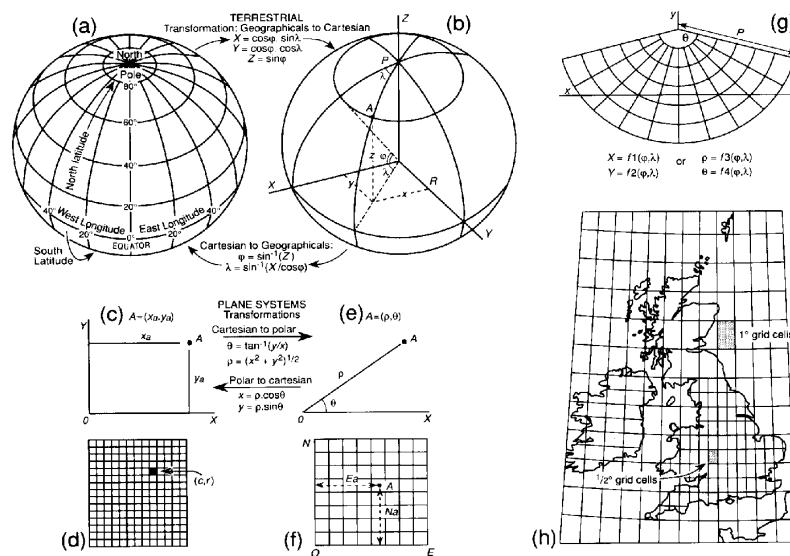 (a)
TERRESTRIAL
Transformation: Geographicals to Cartesian
X = cosφ, sinλ
Y = cosφ, cosλ
Z = sinφ
North
Pole
80°
60°
40°
20°
North latitude
40°
20°
West Longitude
0°
East Longitude
20°
40°
EQUATOR
South
Latitude
Cartesian to Geographicals:
φ = sin⁻¹(Z)
λ = sin⁻¹(X/cosφ)
(b)
Z
P
λ
A
φ
z
λ
X
y
x
R
Y
(g)
y
P
θ
x
X = f1(φ,λ) or ρ = f3(φ,λ)
Y = f2(φ,λ) θ = f4(φ,λ)
(c)
A=(xₐ,yₐ)
Y
xₐ
A
yₐ
0
X
PLANE SYSTEMS
Transformations
Cartesian to polar
θ = tan⁻¹(y/x)
ρ = (x² + y²)¹/²
Polar to cartesian
x = ρ.cosθ
y = ρ.sinθ
(e)
A=(ρ,θ)
A
ρ
θ
0
X
(c,r)
(d)
N
Ea
A
Na
O
E
(f)
1° grid cells
1/2° grid cells
(h)